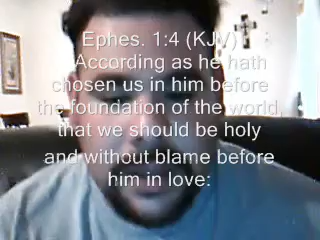 Ephes. 1:4 (KJV)
According as he hath
chosen us in him before
the foundation of the world,
that we should be holy
and without blame before
him in love: